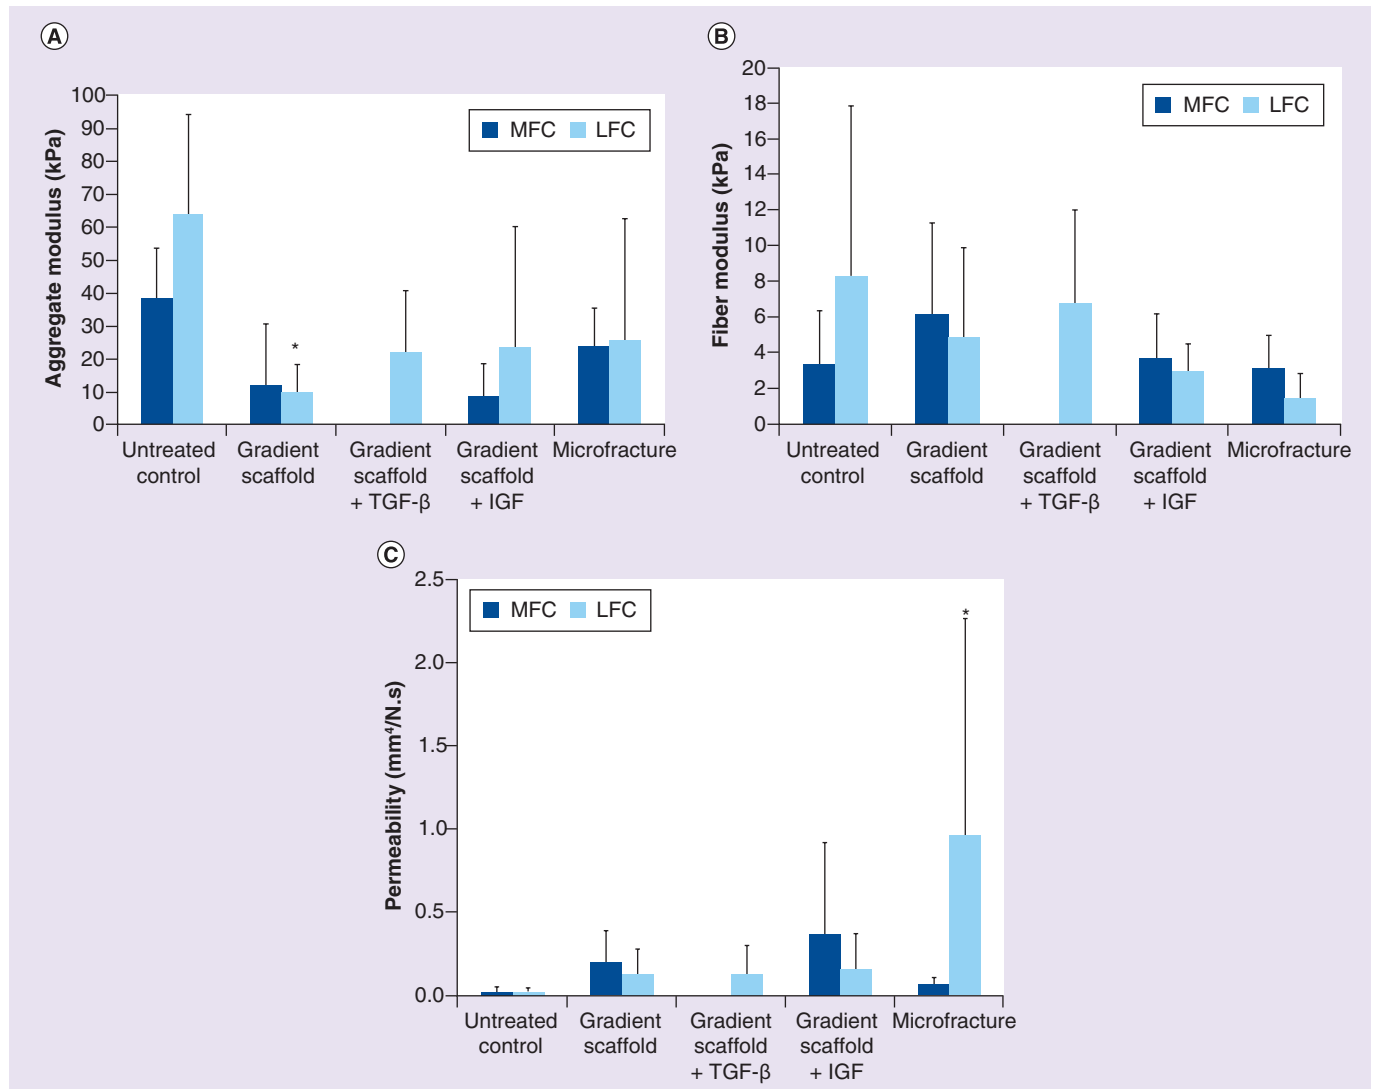 A
Aggregate modulus (kPa)
100
90
80
70
60
50
40
30
20
10
0
MFC LFC
*
Untreated control
Gradient scaffold
Gradient scaffold + TGF-β
Gradient scaffold + IGF
Microfracture
B
Fiber modulus (kPa)
20
18
16
14
12
10
8
6
4
2
0
MFC LFC
Untreated control
Gradient scaffold
Gradient scaffold + TGF-β
Gradient scaffold + IGF
Microfracture
C
Permeability (mm⁴/N.s)
2.5
2.0
1.5
1.0
0.5
0.0
MFC LFC
*
Untreated control
Gradient scaffold
Gradient scaffold + TGF-β
Gradient scaffold + IGF
Microfracture